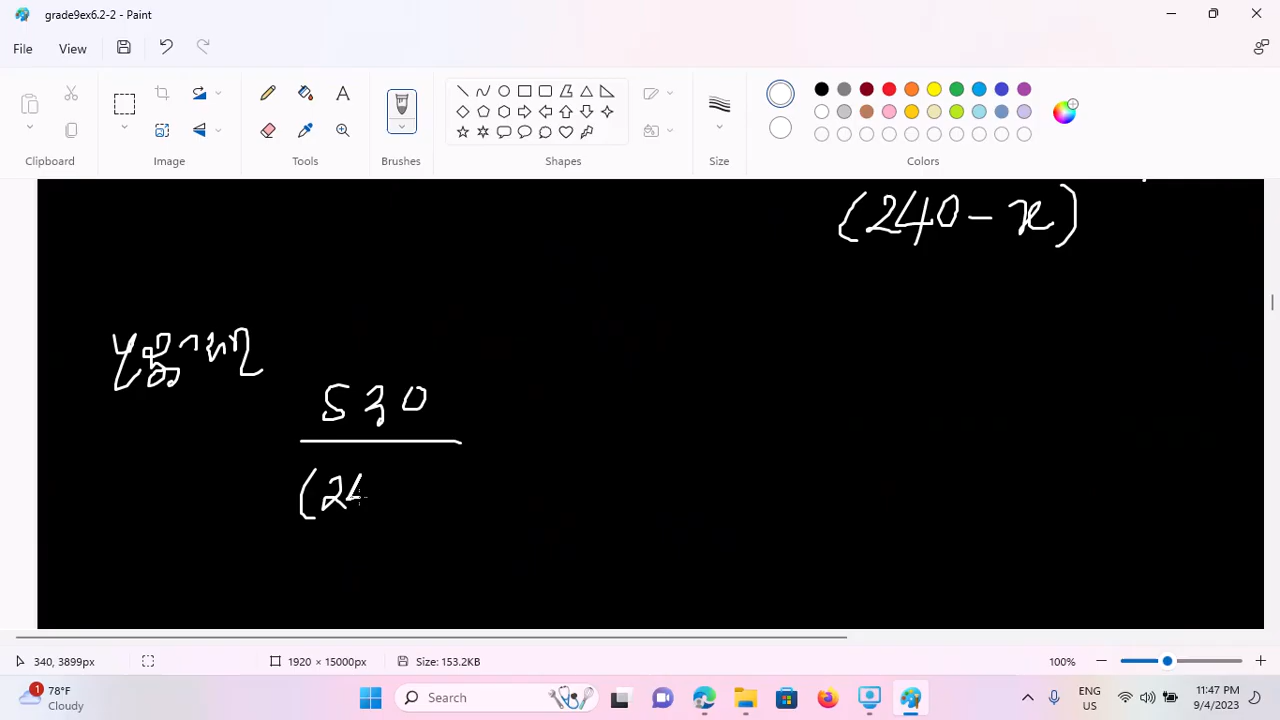 grade9ex6.2-2 - Paint
File View
Clipboard Image Tools Brushes Shapes Size Colors
(240 - x)
530
(24
340, 3899px 1920 × 15000px Size: 153.2KB 100%
1 78°F Cloudy Search ENG US 11:47 PM 9/4/2023